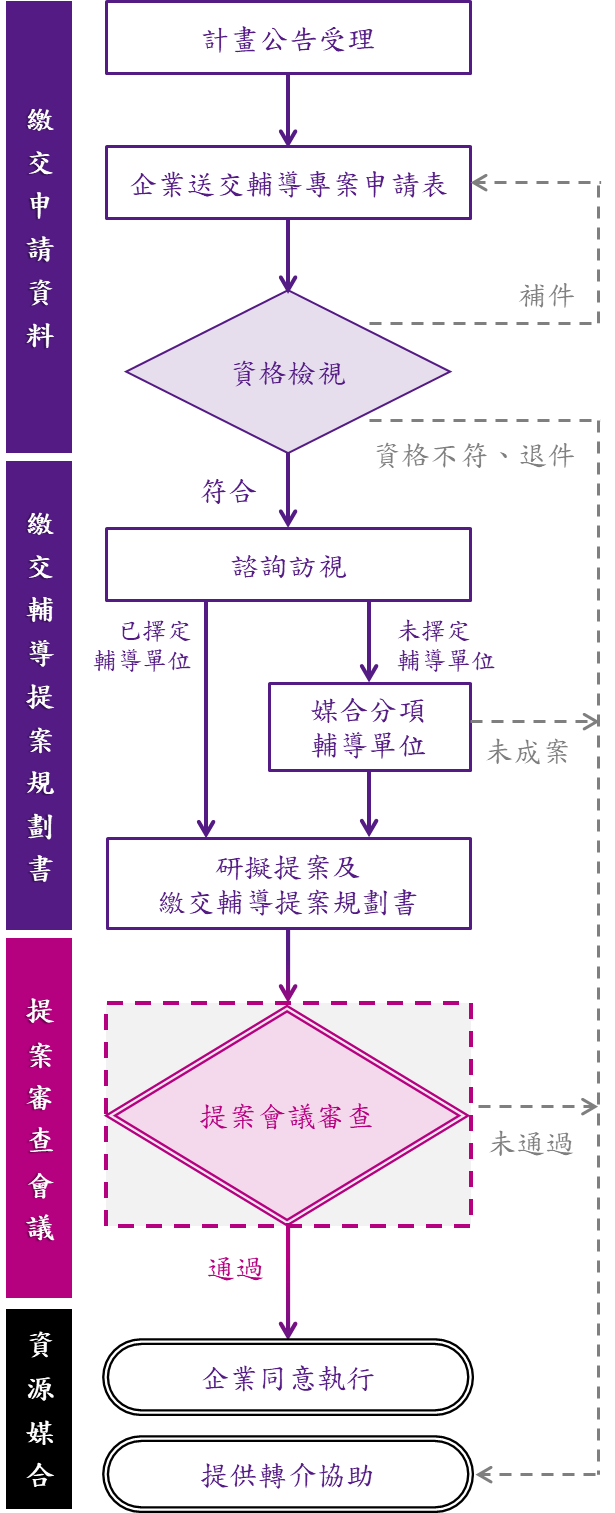 繳交申請資料
計畫公告受理
企業送交輔導專案申請表
補件
資格檢視
資格不符、退件
符合
繳交輔導提案規劃書
諮詢訪視
已擇定
輔導單位
未擇定
輔導單位
媒合分項
輔導單位
未成案
研擬提案及
繳交輔導提案規劃書
提案審查會議
提案會議審查
未通過
通過
資源媒合
企業同意執行
提供轉介協助